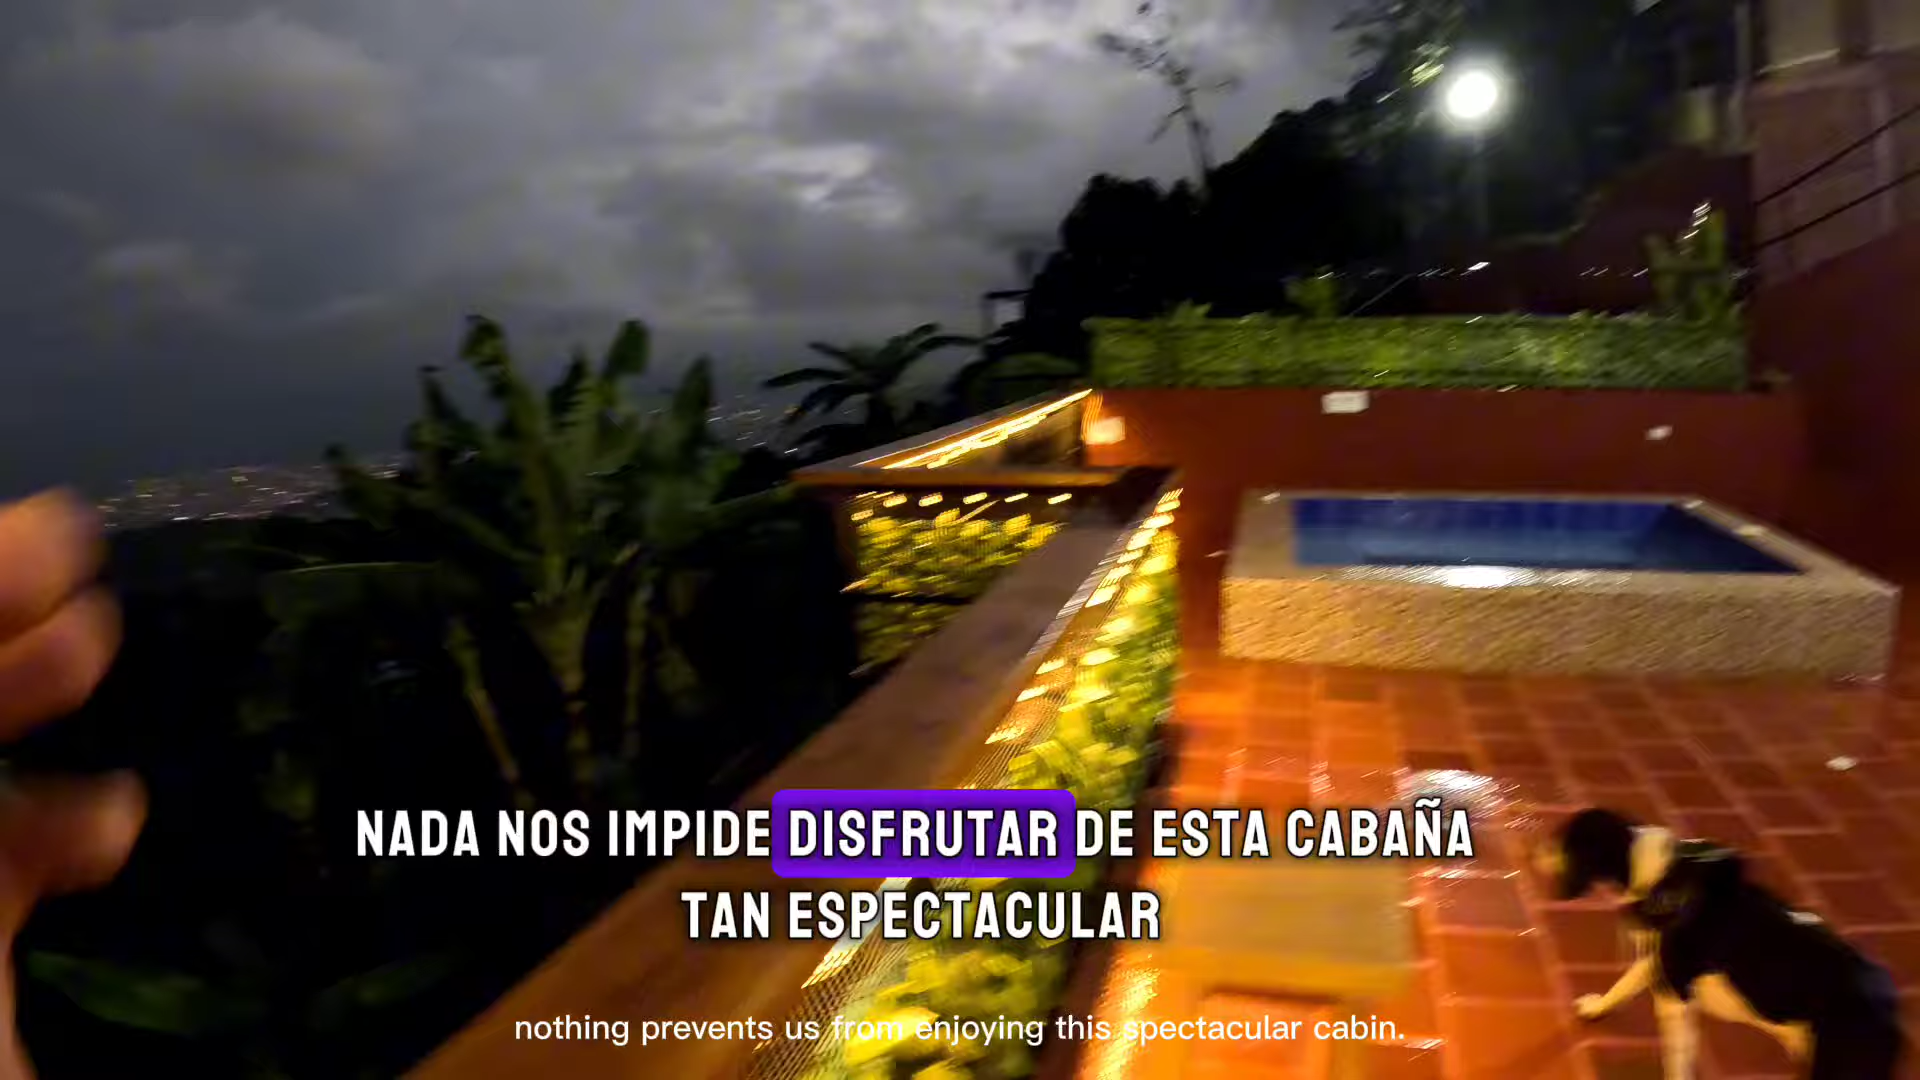 NADA NOS IMPIDE DISFRUTAR DE ESTA CABAÑA
TAN ESPECTACULAR
nothing prevents us from enjoying this spectacular cabin.